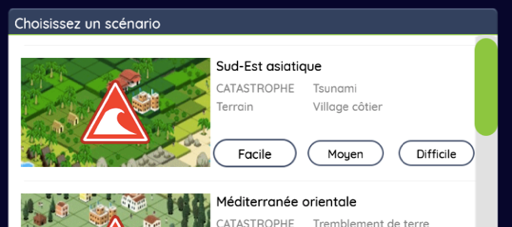 Choisissez un scénario
Sud-Est asiatique
CATASTROPHE Tsunami
Terrain Village côtier
Facile Moyen Difficile
Méditerranée orientale
CATASTROPHE Tremblement de terre